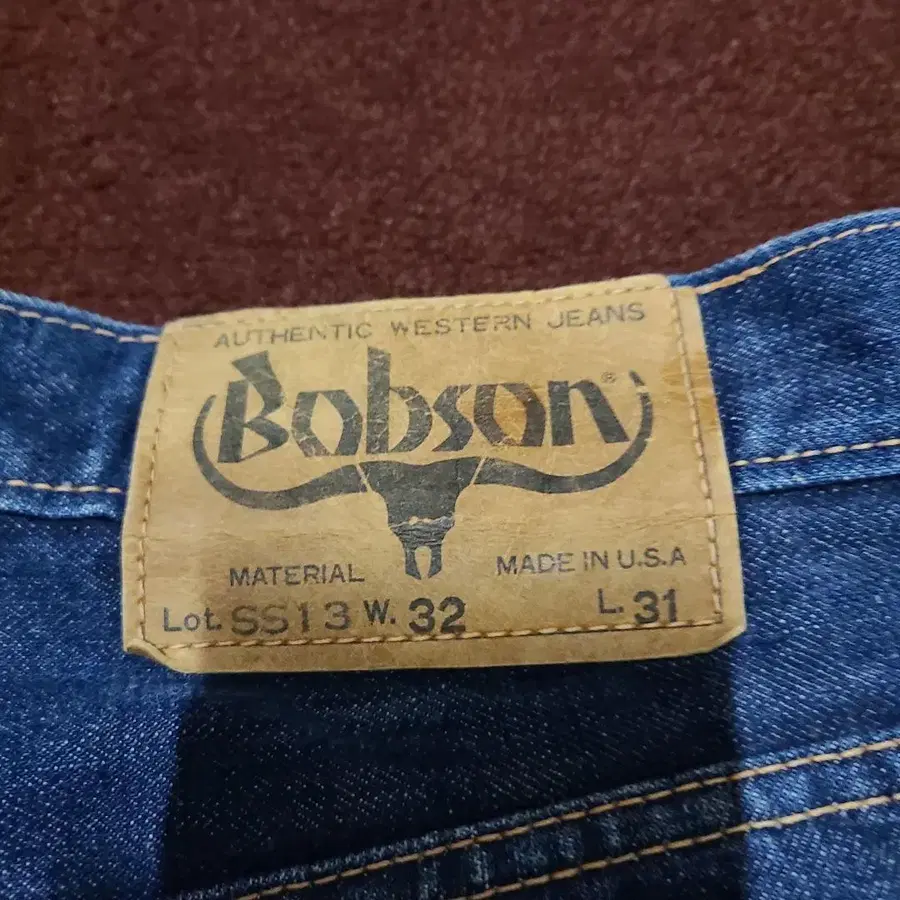 AUTHENTIC WESTERN JEANS
Bobson®
MATERIAL MADE IN U.S.A
Lot. SS13 W. 32 L. 31